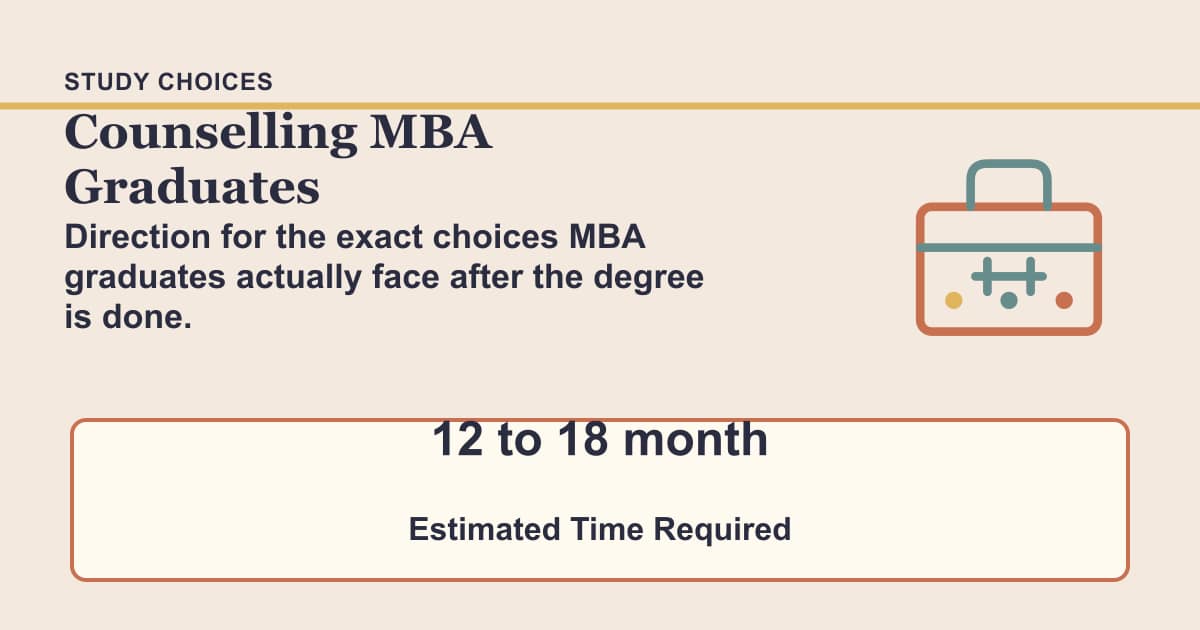 STUDY CHOICES
Counselling MBA
Graduates
Direction for the exact choices MBA
graduates actually face after the degree
is done.
12 to 18 month
Estimated Time Required